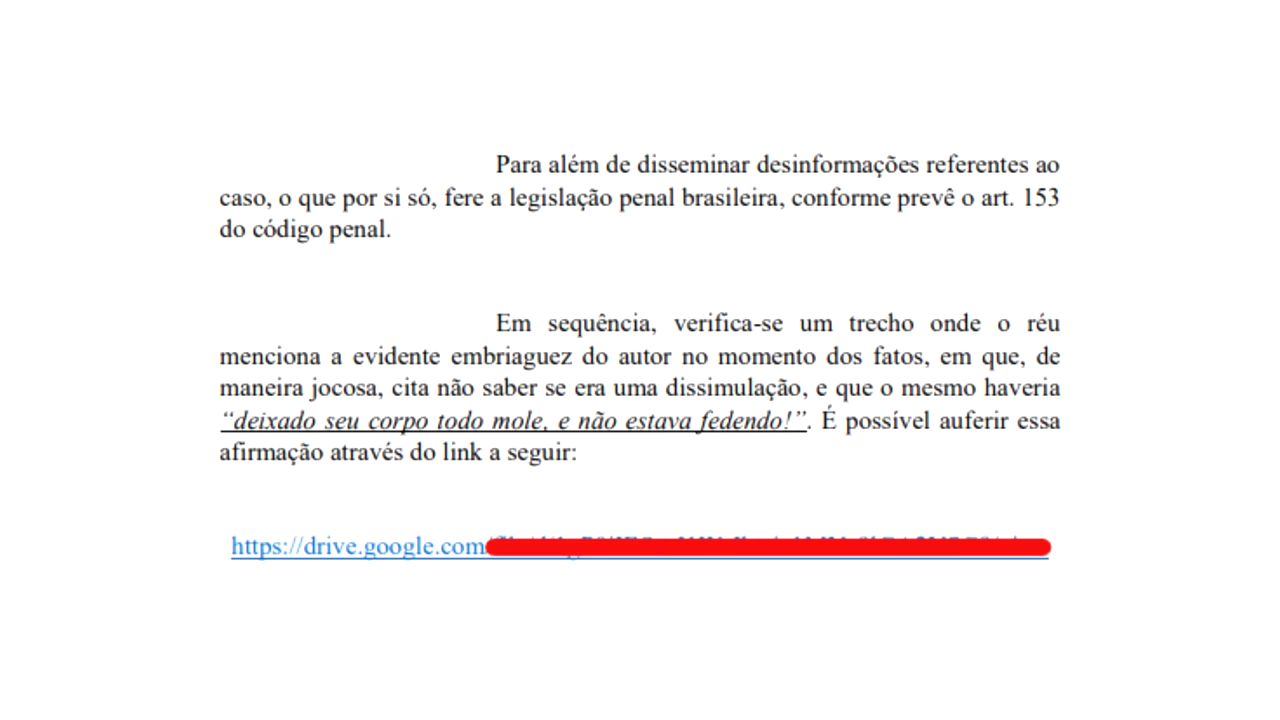 Para além de disseminar desinformações referentes ao
caso, o que por si só, fere a legislação penal brasileira, conforme prevê o art. 153
do código penal.
Em sequência, verifica-se um trecho onde o réu
menciona a evidente embriaguez do autor no momento dos fatos, em que, de
maneira jocosa, cita não saber se era uma dissimulação, e que o mesmo haveria
“deixado seu corpo todo mole, e não estava fedendo!”. É possível auferir essa
afirmação através do link a seguir:
https://drive.google.com